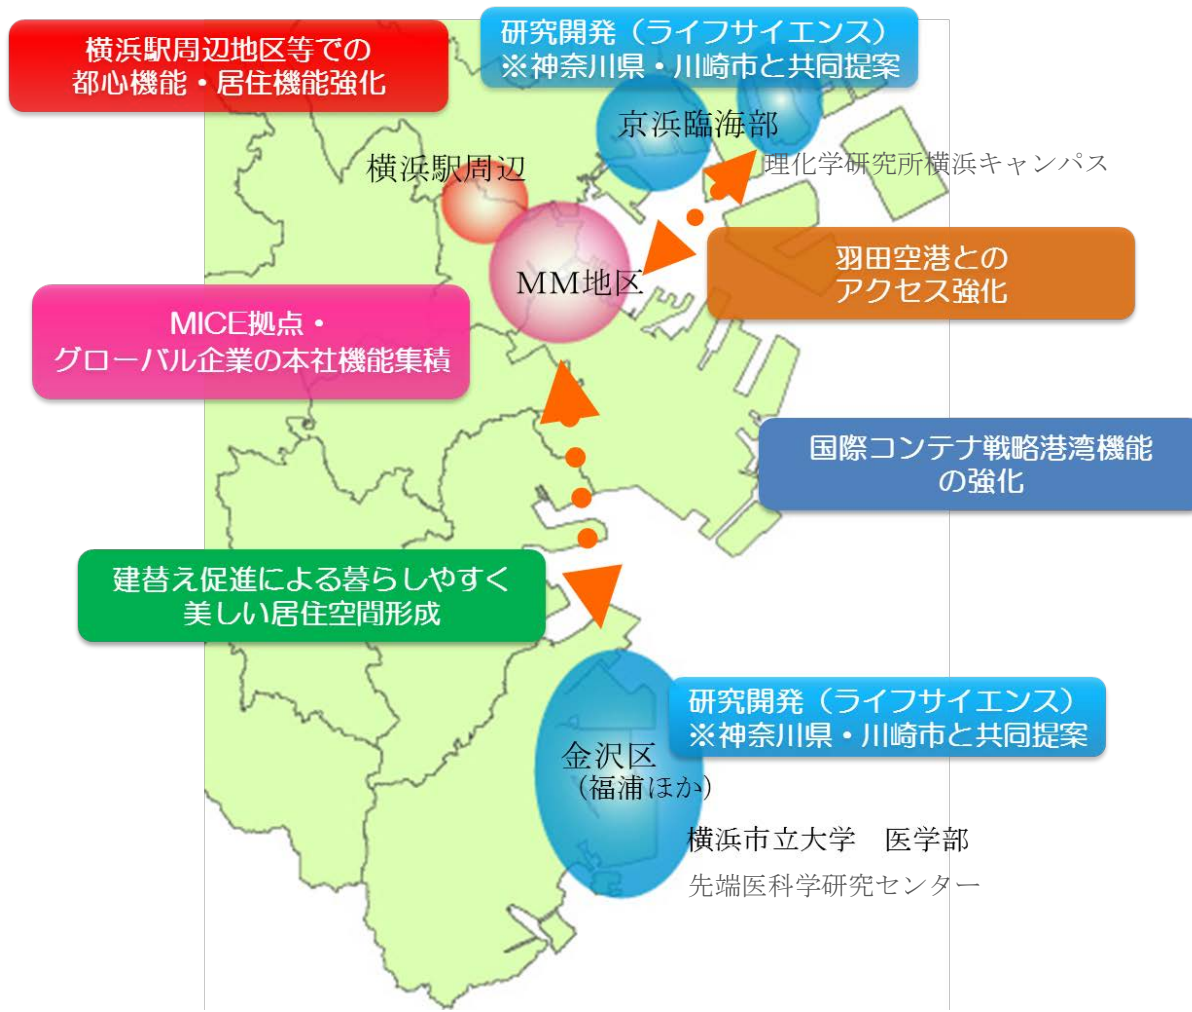 横浜駅周辺地区等での
都心機能・居住機能強化
研究開発（ライフサイエンス）
※神奈川県・川崎市と共同提案
京浜臨海部
理化学研究所横浜キャンパス
横浜駅周辺
MM地区
羽田空港との
アクセス強化
MICE拠点・
グローバル企業の本社機能集積
国際コンテナ戦略港湾機能
の強化
建替え促進による暮らしやすく
美しい居住空間形成
研究開発（ライフサイエンス）
※神奈川県・川崎市と共同提案
金沢区
（福浦ほか）
横浜市立大学　医学部
先端医科学研究センター